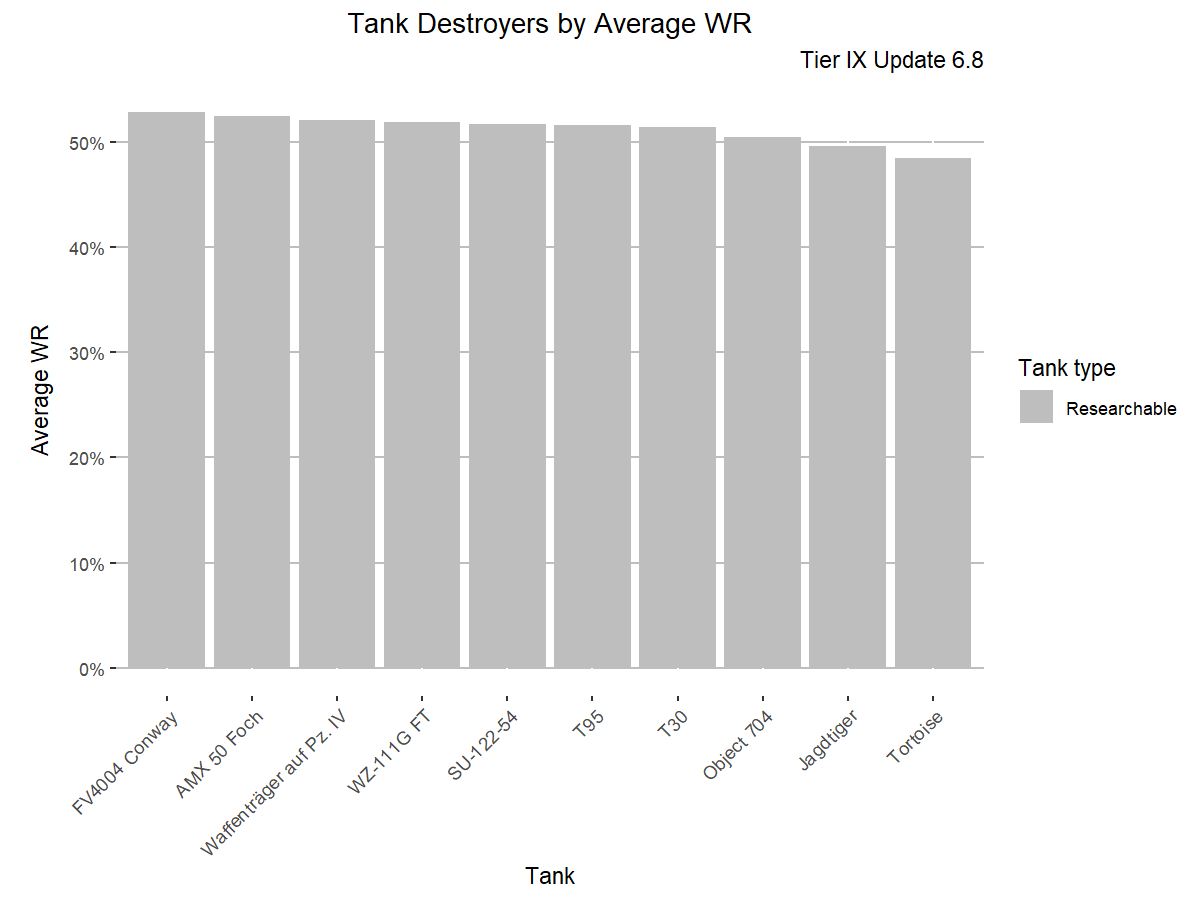 Tank Destroyers by Average WR
Tier IX Update 6.8
Average WR
50%
40%
30%
20%
10%
0%
FV4004 Conway
AMX 50 Foch
Waffenträger auf Pz. IV
WZ-111G FT
SU-122-54
T95
T30
Object 704
Jagdtiger
Tortoise
Tank
Tank type
Researchable